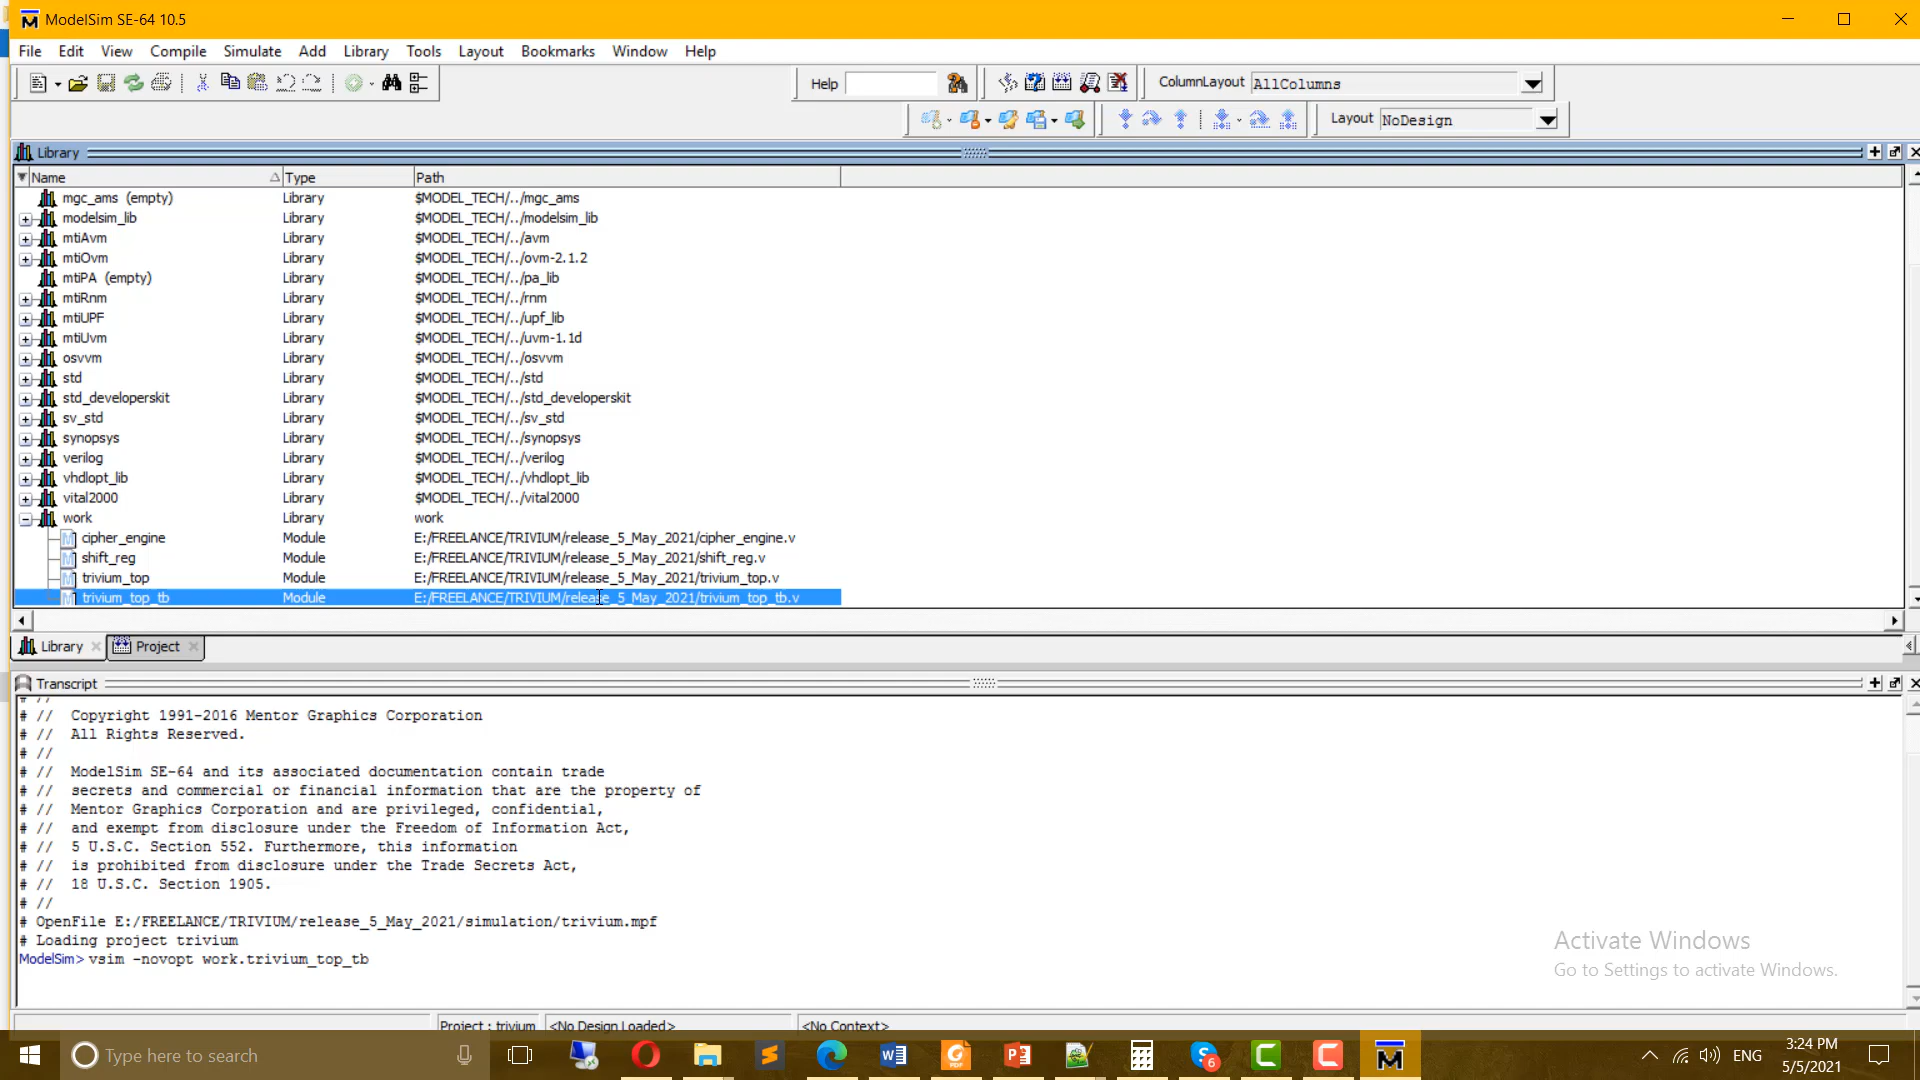 ModelSim SE-64 10.5
File Edit View Compile Simulate Add Library Tools Layout Bookmarks Window Help
Help ColumnLayout AllColumns
Layout NoDesign
Library
Name Type Path
mgc_ams (empty) Library $MODEL_TECH/../mgc_ams
modelsim_lib Library $MODEL_TECH/../modelsim_lib
mtiAvm Library $MODEL_TECH/../avm
mtiOvm Library $MODEL_TECH/../ovm-2.1.2
mtiPA (empty) Library $MODEL_TECH/../pa_lib
mtiRnm Library $MODEL_TECH/../rnm
mtiUPF Library $MODEL_TECH/../upf_lib
mtiUvm Library $MODEL_TECH/../uvm-1.1d
osvvm Library $MODEL_TECH/../osvvm
std Library $MODEL_TECH/../std
std_developerskit Library $MODEL_TECH/../std_developerskit
sv_std Library $MODEL_TECH/../sv_std
synopsys Library $MODEL_TECH/../synopsys
verilog Library $MODEL_TECH/../verilog
vhdlopt_lib Library $MODEL_TECH/../vhdlopt_lib
vital2000 Library $MODEL_TECH/../vital2000
work Library work
cipher_engine Module E:/FREELANCE/TRIVIUM/release_5_May_2021/cipher_engine.v
shift_reg Module E:/FREELANCE/TRIVIUM/release_5_May_2021/shift_reg.v
trivium_top Module E:/FREELANCE/TRIVIUM/release_5_May_2021/trivium_top.v
trivium_top_tb Module E:/FREELANCE/TRIVIUM/release_5_May_2021/trivium_top_tb.v
Library Project
Transcript
# //
# // Copyright 1991-2016 Mentor Graphics Corporation
# // All Rights Reserved.
# //
# // ModelSim SE-64 and its associated documentation contain trade
# // secrets and commercial or financial information that are the property of
# // Mentor Graphics Corporation and are privileged, confidential,
# // and exempt from disclosure under the Freedom of Information Act,
# // 5 U.S.C. Section 552. Furthermore, this information
# // is prohibited from disclosure under the Trade Secrets Act,
# // 18 U.S.C. Section 1905.
# //
# OpenFile E:/FREELANCE/TRIVIUM/release_5_May_2021/simulation/trivium.mpf
# Loading project trivium
ModelSim> vsim -novopt work.trivium_top_tb
Activate Windows
Go to Settings to activate Windows.
Project : trivium <No Design Loaded> <No Context>
Type here to search
6
ENG
3:24 PM
5/5/2021